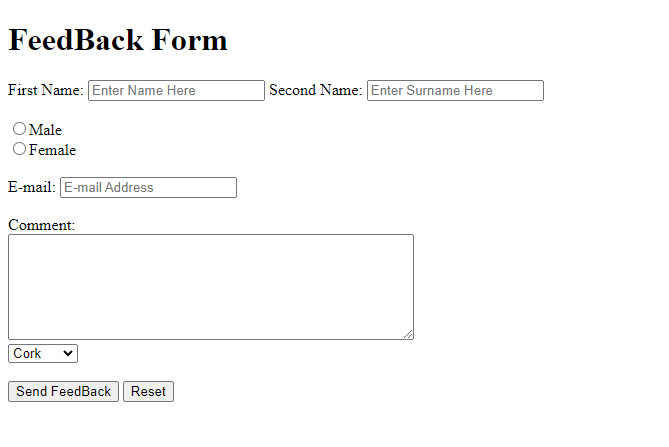 FeedBack Form
First Name: Enter Name Here Second Name: Enter Surname Here
Male
Female
E-mail: E-mail Address
Comment:
Cork
Send FeedBack Reset